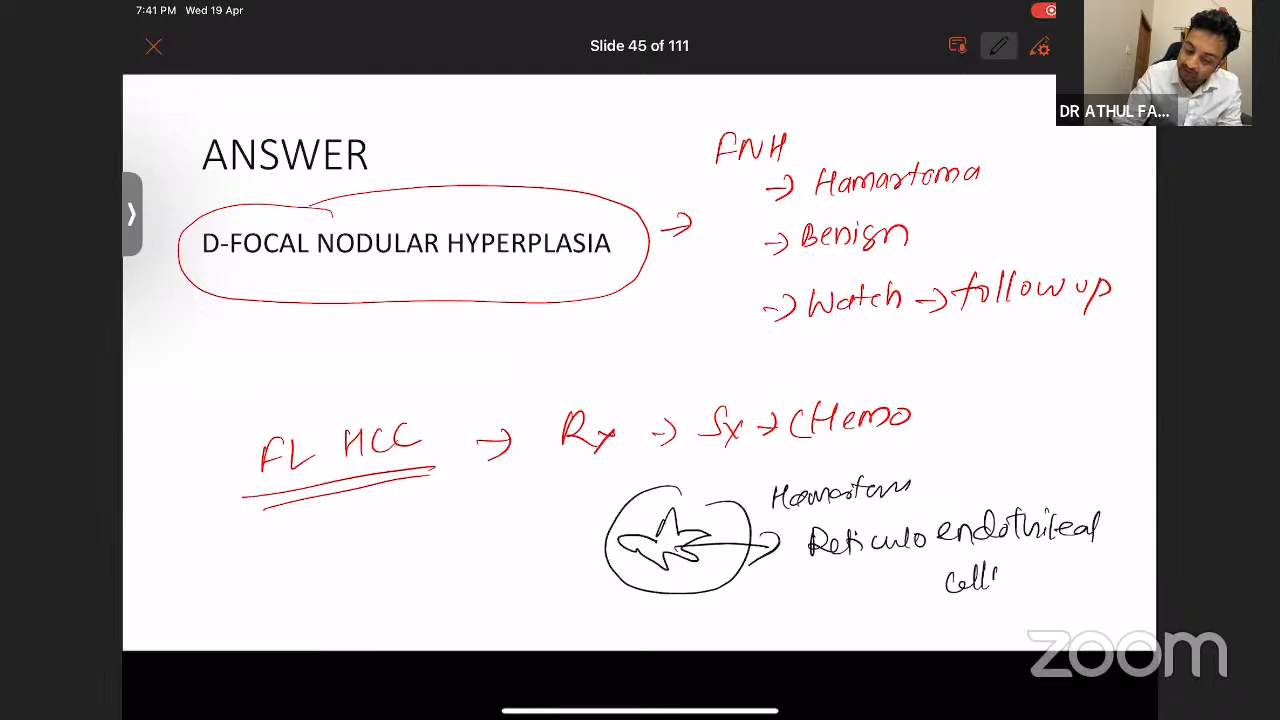 7:41 PM Wed 19 Apr
Slide 45 of 111
DR ATHUL FA...
ANSWER
D-FOCAL NODULAR HYPERPLASIA
FNH
→ Hamartoma
→ Benign
→ Watch → follow up
FL HCC → Rx → Sx → CHemo
Reticulo endothileal
cell
zoom